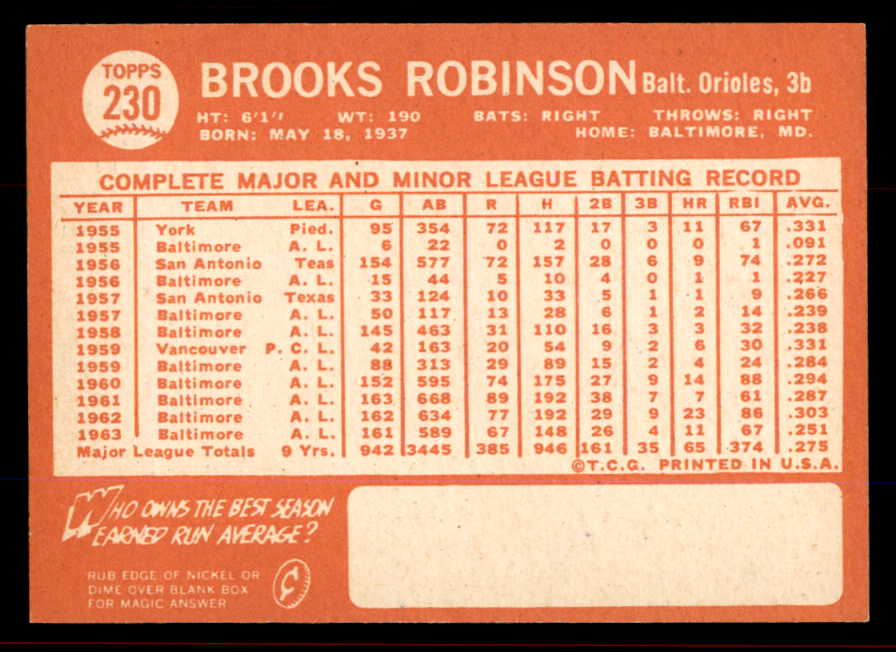 TOPPS
230
BROOKS ROBINSON Balt. Orioles, 3b
HT: 6'1" WT: 190 BATS: RIGHT THROWS: RIGHT
BORN: MAY 18, 1937 HOME: BALTIMORE, MD.
COMPLETE MAJOR AND MINOR LEAGUE BATTING RECORD
YEAR TEAM LEA. G AB R H 2B 3B HR RBI AVG.
1955 York Pied. 95 354 72 117 17 3 11 67 .331
1955 Baltimore A. L. 6 22 0 2 0 0 0 1 .091
1956 San Antonio Teas 154 577 72 157 28 6 9 74 .272
1956 Baltimore A. L. 15 44 5 10 4 0 1 1 .227
1957 San Antonio Texas 33 124 10 33 5 1 1 9 .266
1957 Baltimore A. L. 50 117 13 28 6 1 2 14 .239
1958 Baltimore A. L. 145 463 31 110 16 3 3 32 .238
1959 Vancouver P. C. L. 42 163 20 54 9 2 6 30 .331
1959 Baltimore A. L. 88 313 29 89 15 2 4 24 .284
1960 Baltimore A. L. 152 595 74 175 27 9 14 88 .294
1961 Baltimore A. L. 163 668 89 192 38 7 7 61 .287
1962 Baltimore A. L. 162 634 77 192 29 9 23 86 .303
1963 Baltimore A. L. 161 589 67 148 26 4 11 67 .251
Major League Totals 9 Yrs. 942 3445 385 946 161 35 65 374 .275
©T.C.G. PRINTED IN U.S.A.
WHO OWNS THE BEST SEASON
EARNED RUN AVERAGE?
RUB EDGE OF NICKEL OR
DIME OVER BLANK BOX
FOR MAGIC ANSWER
¢